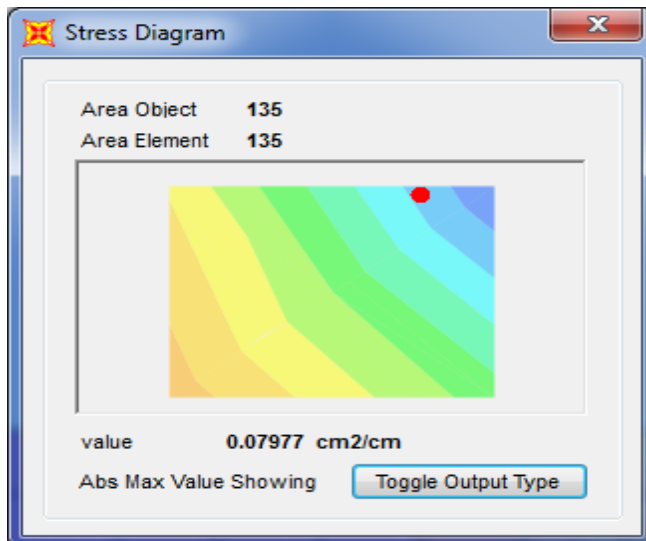 Stress Diagram
Area Object 135
Area Element 135
value 0.07977 cm2/cm
Abs Max Value Showing Toggle Output Type